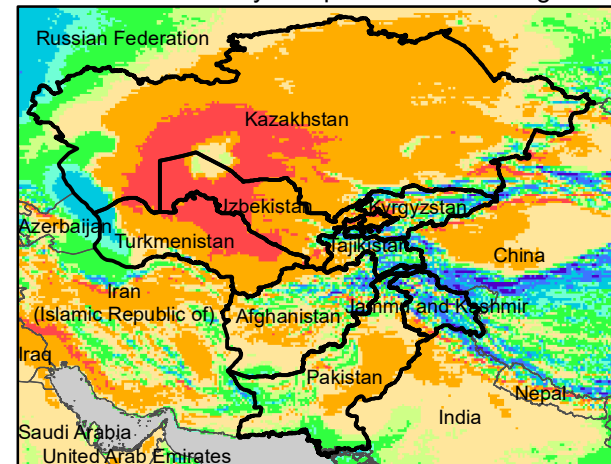 Russian Federation
Kazakhstan
Uzbekistan
Kyrgyzstan
Azerbaijan
Turkmenistan
Tajikistan
China
Iran
(Islamic Republic of)
Afghanistan
Jammu and Kashmir
Iraq
Pakistan
Nepal
India
Saudi Arabia
United Arab Emirates